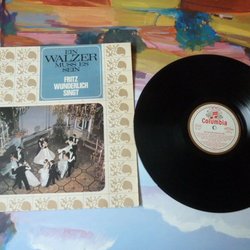 EIN
WALZER
MUSS ES
SEIN
FRITZ
WUNDERLICH
SINGT
Columbia